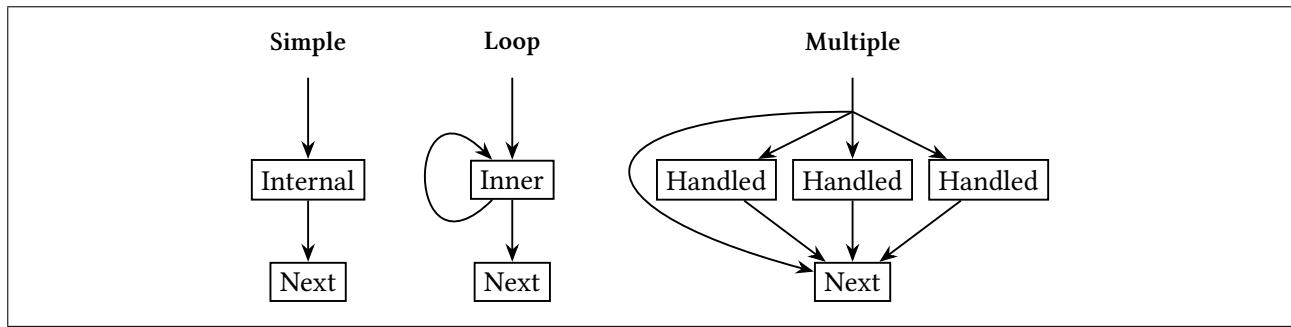 Simple Loop Multiple
Internal Inner Handled Handled Handled
Next Next Next